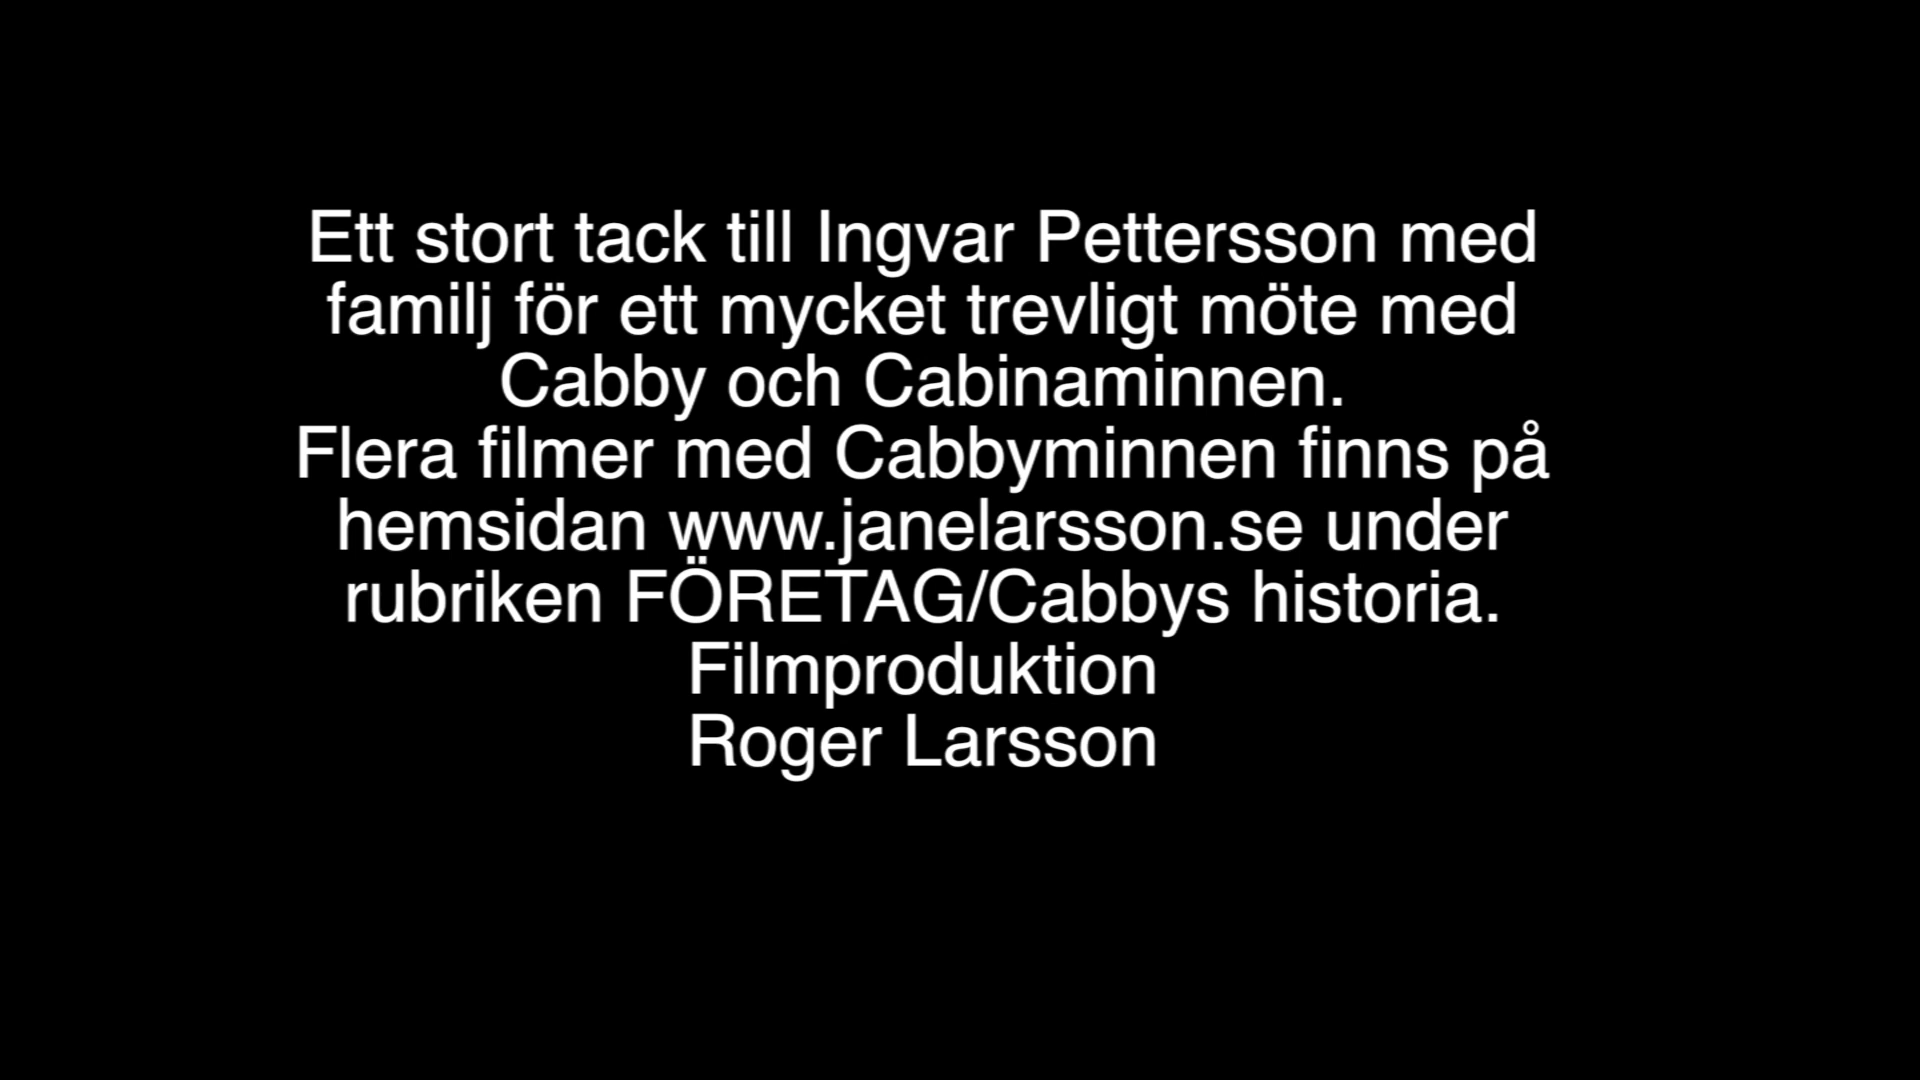 Ett stort tack till Ingvar Pettersson med
familj för ett mycket trevligt möte med
Cabby och Cabinaminnen.
Flera filmer med Cabbyminnen finns på
hemsidan www.janelarsson.se under
rubriken FÖRETAG/Cabbys historia.
Filmproduktion
Roger Larsson